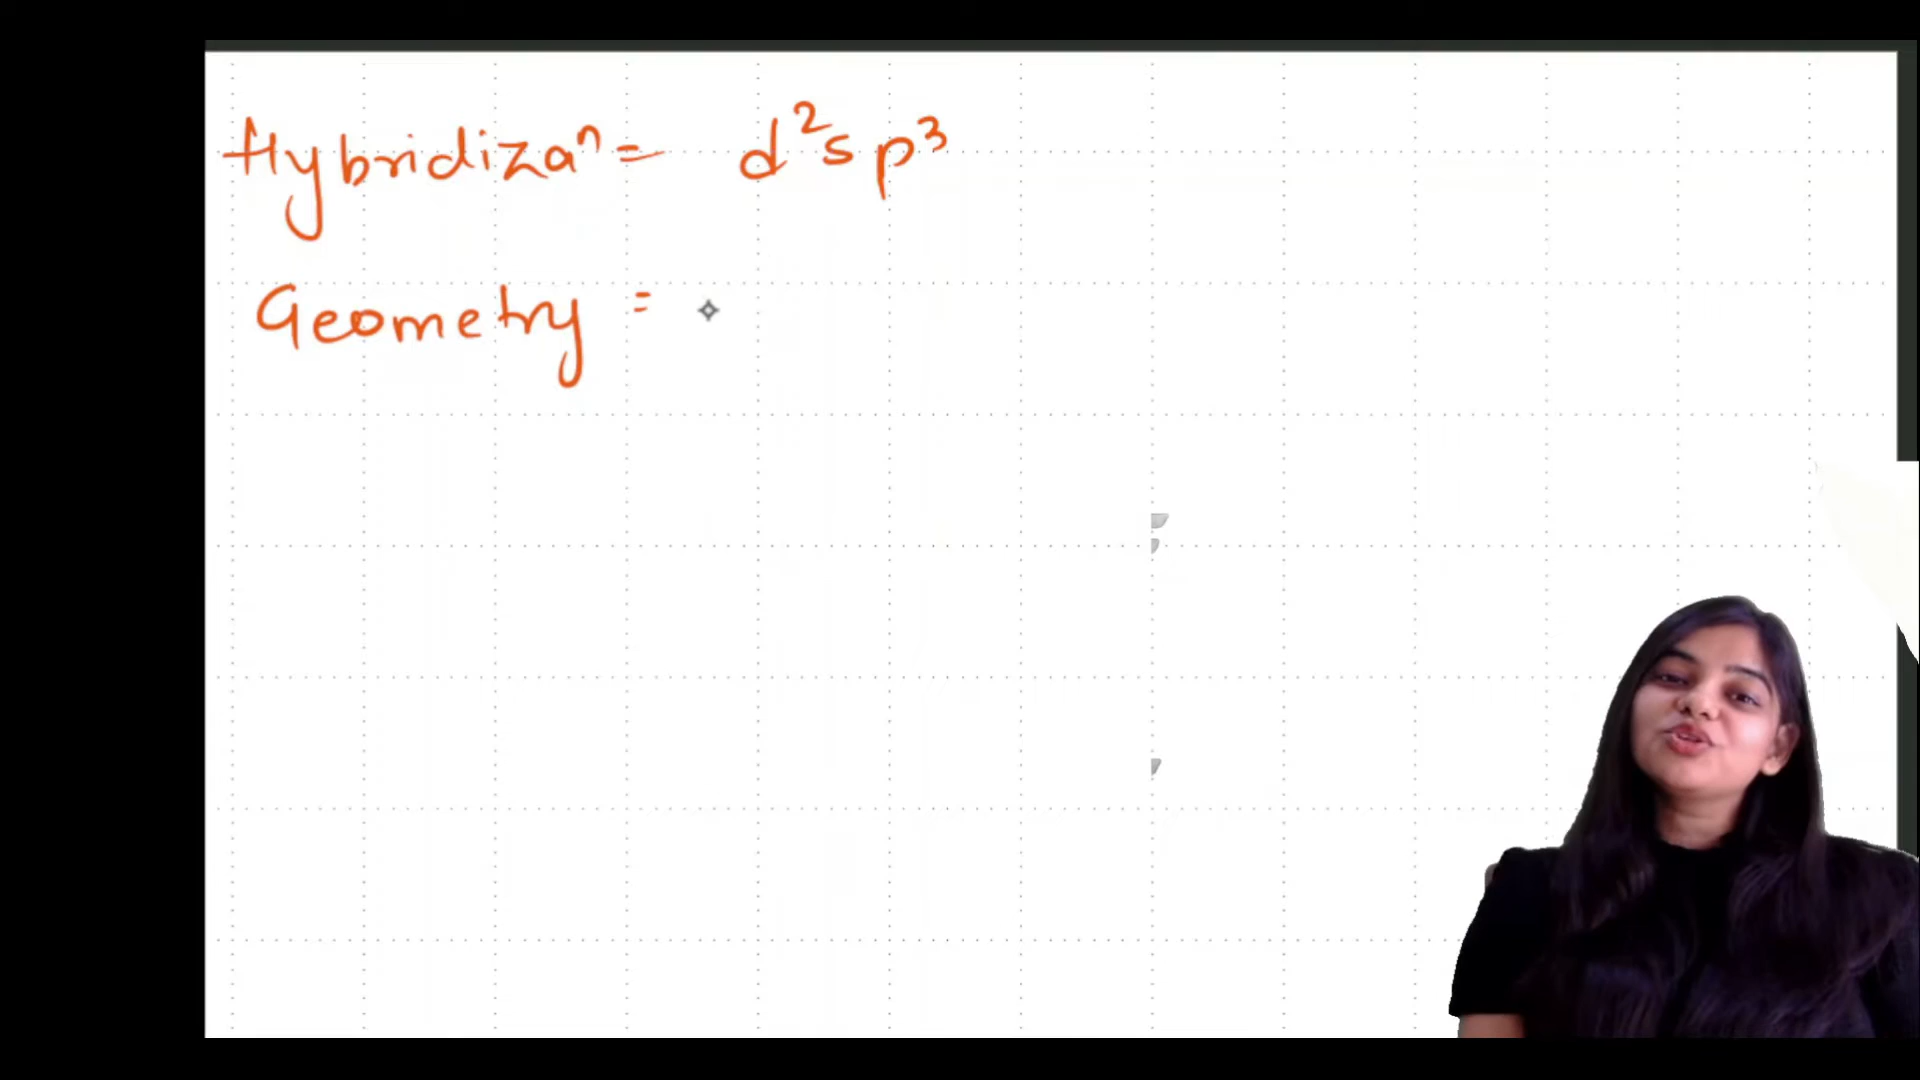 Hybridizaⁿ = d²sp³
Geometry =